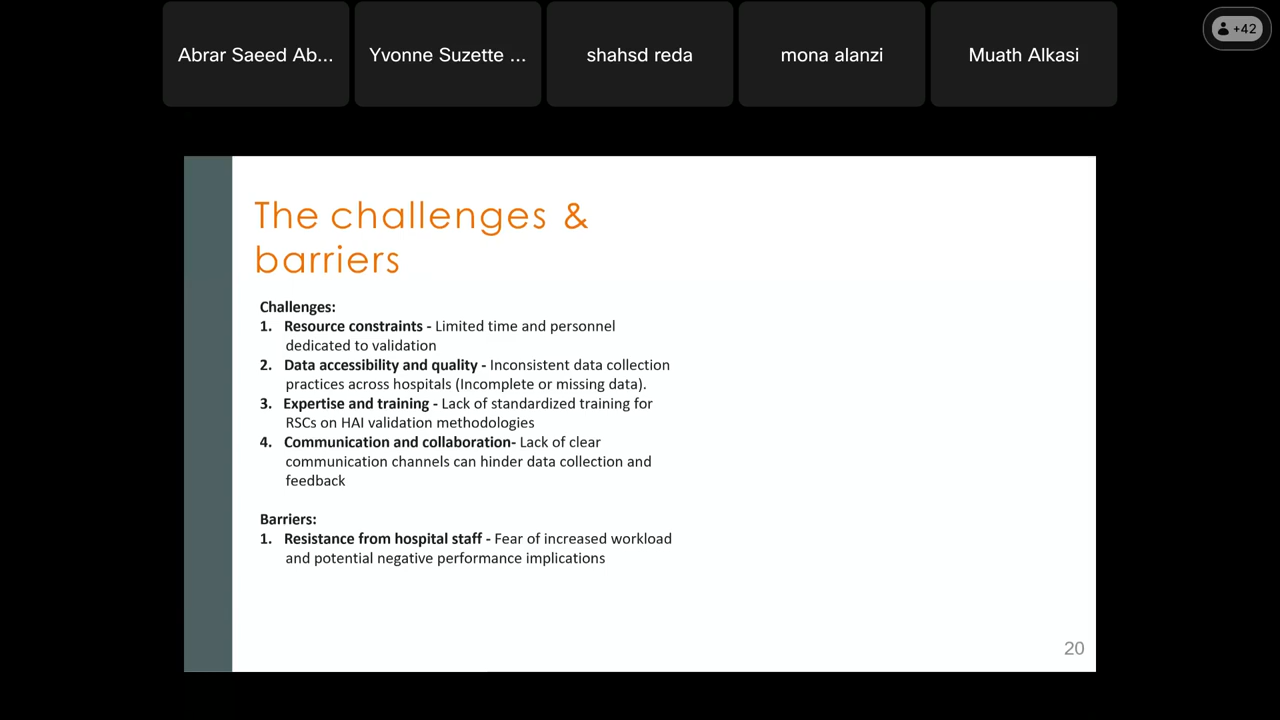 Abrar Saeed Ab...
Yvonne Suzette ...
shahsd reda
mona alanzi
Muath Alkasi
+42
The challenges &
barriers
Challenges:
1. Resource constraints - Limited time and personnel
dedicated to validation
2. Data accessibility and quality - Inconsistent data collection
practices across hospitals (Incomplete or missing data).
3. Expertise and training - Lack of standardized training for
RSCs on HAI validation methodologies
4. Communication and collaboration- Lack of clear
communication channels can hinder data collection and
feedback
Barriers:
1. Resistance from hospital staff - Fear of increased workload
and potential negative performance implications
20